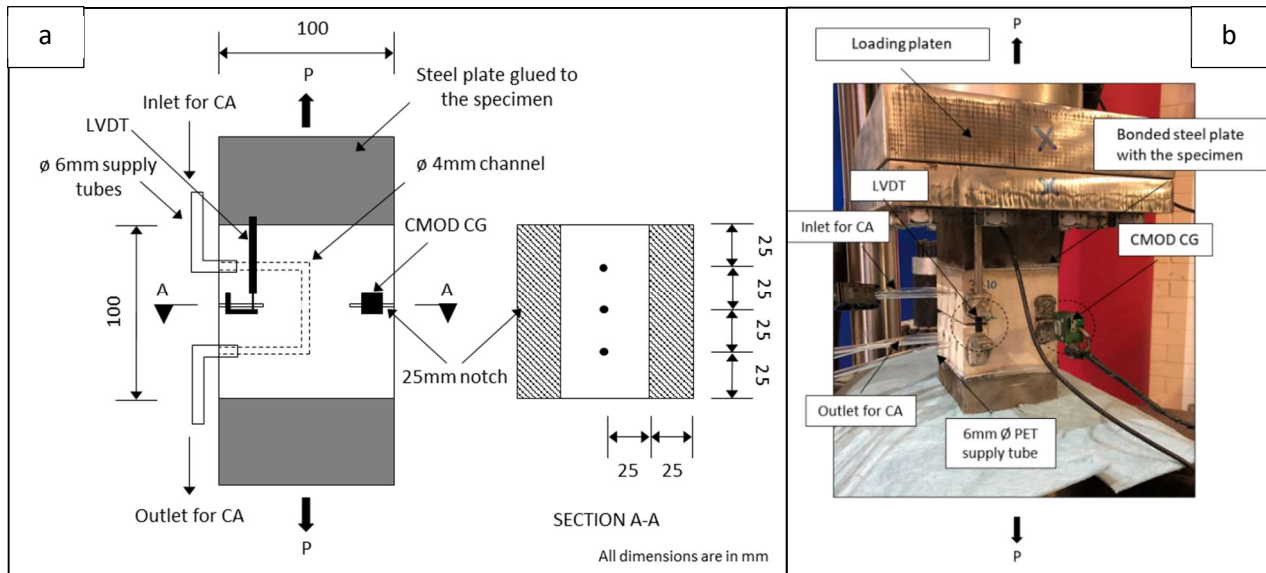 a
100
P
Steel plate glued to
the specimen
Inlet for CA
LVDT
ø 6mm supply
tubes
ø 4mm channel
CMOD CG
A
A
100
25
25
25
25
25mm notch
25
25
Outlet for CA
P
SECTION A-A
All dimensions are in mm
b
P
Loading platen
Bonded steel plate
with the specimen
LVDT
Inlet for CA
CMOD CG
Outlet for CA
6mm Ø PET
supply tube
P